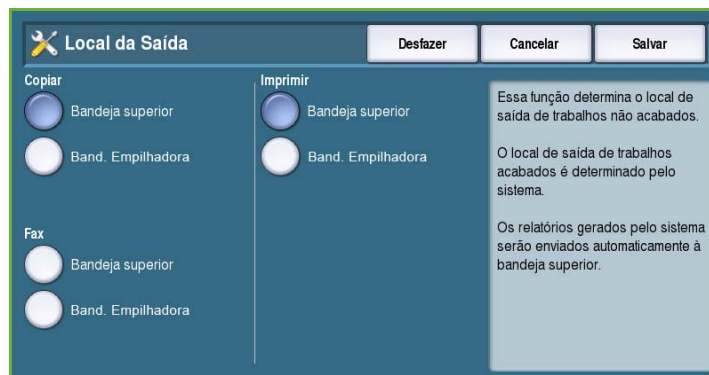 Local da Saída
Desfazer
Cancelar
Salvar
Copiar
Bandeja superior
Band. Empilhadora
Fax
Bandeja superior
Band. Empilhadora
Imprimir
Bandeja superior
Band. Empilhadora
Essa função determina o local de
saída de trabalhos não acabados.
O local de saída de trabalhos
acabados é determinado pelo
sistema.
Os relatórios gerados pelo sistema
serão enviados automaticamente à
bandeja superior.